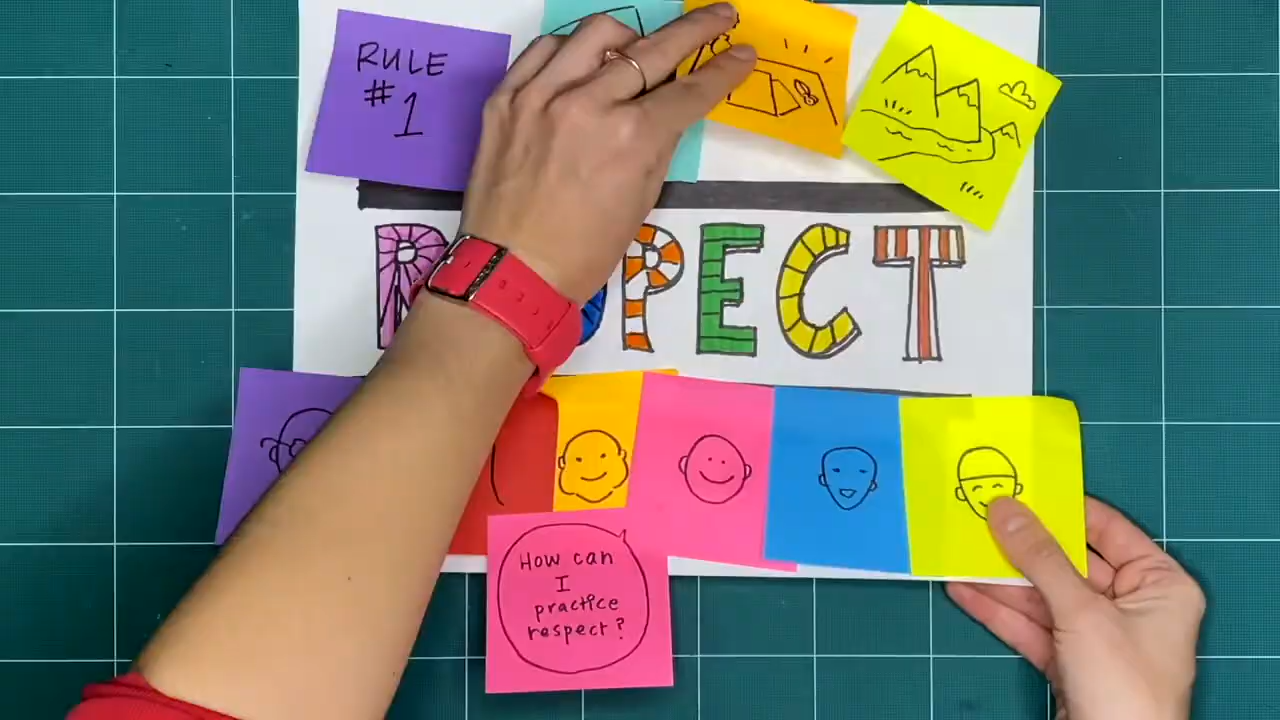 RULE
#1
R PECT
How can
I
practice
respect?